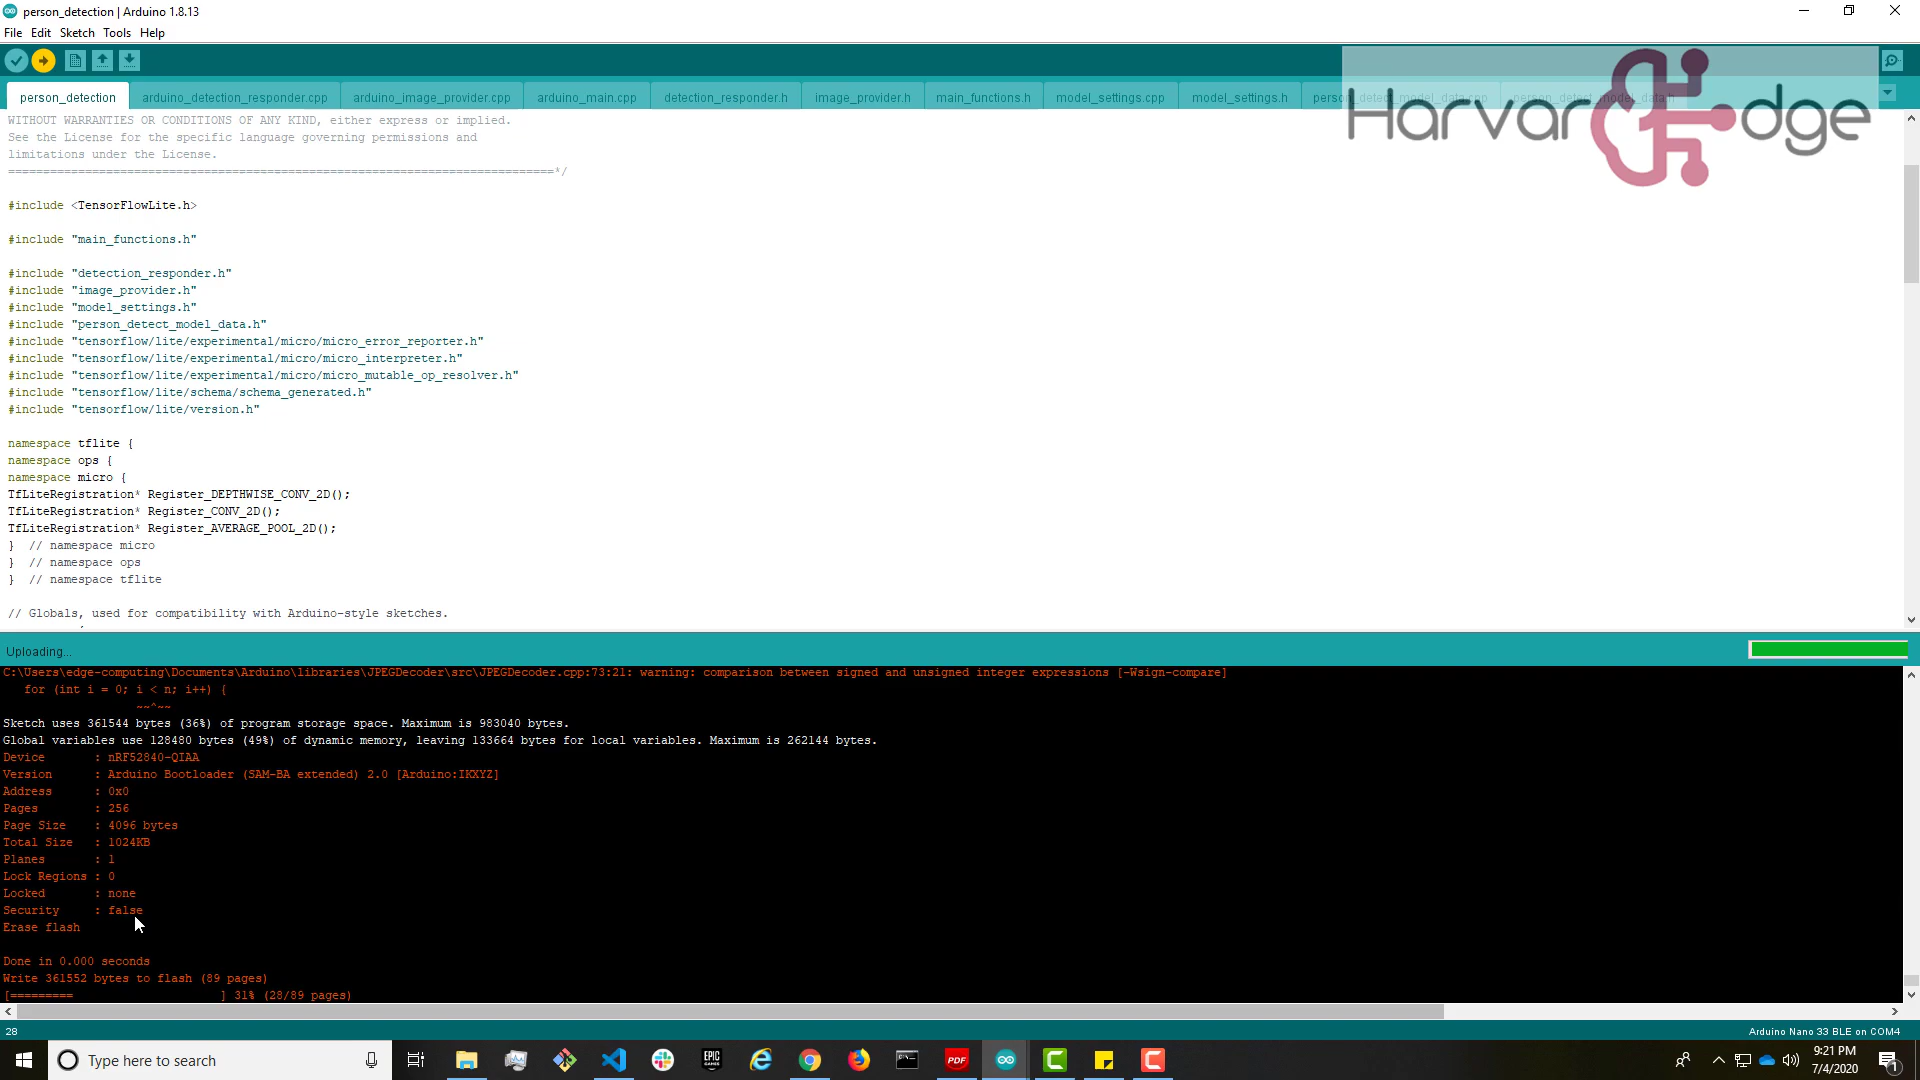 person_detection | Arduino 1.8.13
File Edit Sketch Tools Help
person_detection arduino_detection_responder.cpp arduino_image_provider.cpp arduino_main.cpp detection_responder.h image_provider.h main_functions.h model_settings.cpp model_settings.h person_detect_model_data.cpp person_detect_model_data.h
Harvard Edge
WITHOUT WARRANTIES OR CONDITIONS OF ANY KIND, either express or implied.
See the License for the specific language governing permissions and
limitations under the License.
==============================================================================*/
#include <TensorFlowLite.h>
#include "main_functions.h"
#include "detection_responder.h"
#include "image_provider.h"
#include "model_settings.h"
#include "person_detect_model_data.h"
#include "tensorflow/lite/experimental/micro/micro_error_reporter.h"
#include "tensorflow/lite/experimental/micro/micro_interpreter.h"
#include "tensorflow/lite/experimental/micro/micro_mutable_op_resolver.h"
#include "tensorflow/lite/schema/schema_generated.h"
#include "tensorflow/lite/version.h"
namespace tflite {
namespace ops {
namespace micro {
TfLiteRegistration* Register_DEPTHWISE_CONV_2D();
TfLiteRegistration* Register_CONV_2D();
TfLiteRegistration* Register_AVERAGE_POOL_2D();
}  // namespace micro
}  // namespace ops
}  // namespace tflite
// Globals, used for compatibility with Arduino-style sketches.
Uploading...
C:\Users\edge-computing\Documents\Arduino\libraries\JPEGDecoder\src\JPEGDecoder.cpp:73:21: warning: comparison between signed and unsigned integer expressions [-Wsign-compare]
for (int i = 0; i < n; i++) {
~~^~~
Sketch uses 361544 bytes (36%) of program storage space. Maximum is 983040 bytes.
Global variables use 128480 bytes (49%) of dynamic memory, leaving 133664 bytes for local variables. Maximum is 262144 bytes.
Device       : nRF52840-QIAA
Version      : Arduino Bootloader (SAM-BA extended) 2.0 [Arduino:IKXYZ]
Address      : 0x0
Pages        : 256
Page Size    : 4096 bytes
Total Size   : 1024KB
Planes       : 1
Lock Regions : 0
Locked       : none
Security     : false
Erase flash
Done in 0.000 seconds
Write 361552 bytes to flash (89 pages)
[=========                     ] 31% (28/89 pages)
28
Arduino Nano 33 BLE on COM4
Type here to search
EPIC GAMES
PDF
9:21 PM
7/4/2020
1